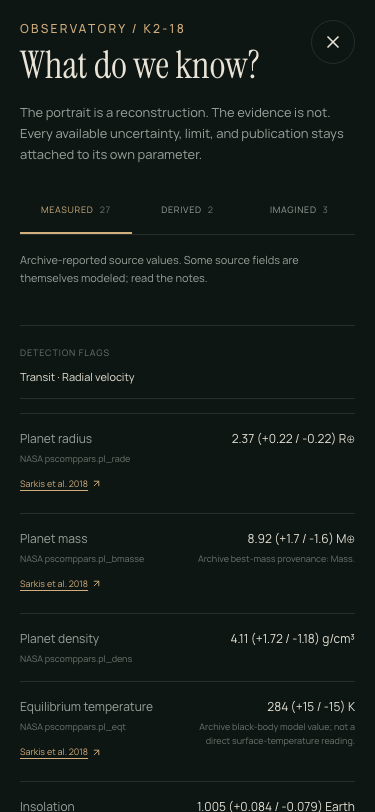 OBSERVATORY / K2-18
What do we know?
The portrait is a reconstruction. The evidence is not.
Every available uncertainty, limit, and publication stays
attached to its own parameter.
MEASURED 27 DERIVED 2 IMAGINED 3
Archive-reported source values. Some source fields are
themselves modeled; read the notes.
DETECTION FLAGS
Transit · Radial velocity
Planet radius 2.37 (+0.22 / -0.22) R⊕
NASA pscomppars.pl_rade
Sarkis et al. 2018 ↗
Planet mass 8.92 (+1.7 / -1.6) M⊕
NASA pscomppars.pl_bmasse Archive best-mass provenance: Mass.
Sarkis et al. 2018 ↗
Planet density 4.11 (+1.72 / -1.18) g/cm³
NASA pscomppars.pl_dens
Equilibrium temperature 284 (+15 / -15) K
NASA pscomppars.pl_eqt Archive black-body model value; not a
direct surface-temperature reading.
Sarkis et al. 2018 ↗
Insolation 1.005 (+0.084 / -0.079) Earth